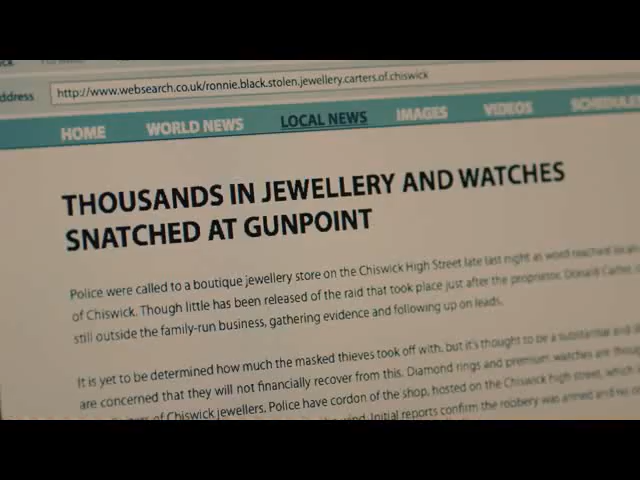 ddress http://www.websearch.co.uk/ronnie.black.stolen.jewellery.carters.of.chiswick
HOME WORLD NEWS LOCAL NEWS IMAGES VIDEOS SCHEDULE
THOUSANDS IN JEWELLERY AND WATCHES
SNATCHED AT GUNPOINT
Police were called to a boutique jewellery store on the Chiswick High Street late last night as word reached
of Chiswick. Though little has been released of the raid that took place just after the proprietor, Donald Carter
still outside the family-run business, gathering evidence and following up on leads.
It is yet to be determined how much the masked thieves took off with, but it's thought to be a substantial and
are concerned that they will not financially recover from this. Diamond rings and premium watches are
of Chiswick jewellers. Police have cordon of the shop, hosted on the Chiswick high street, which
Initial reports confirm the robbery was armed and